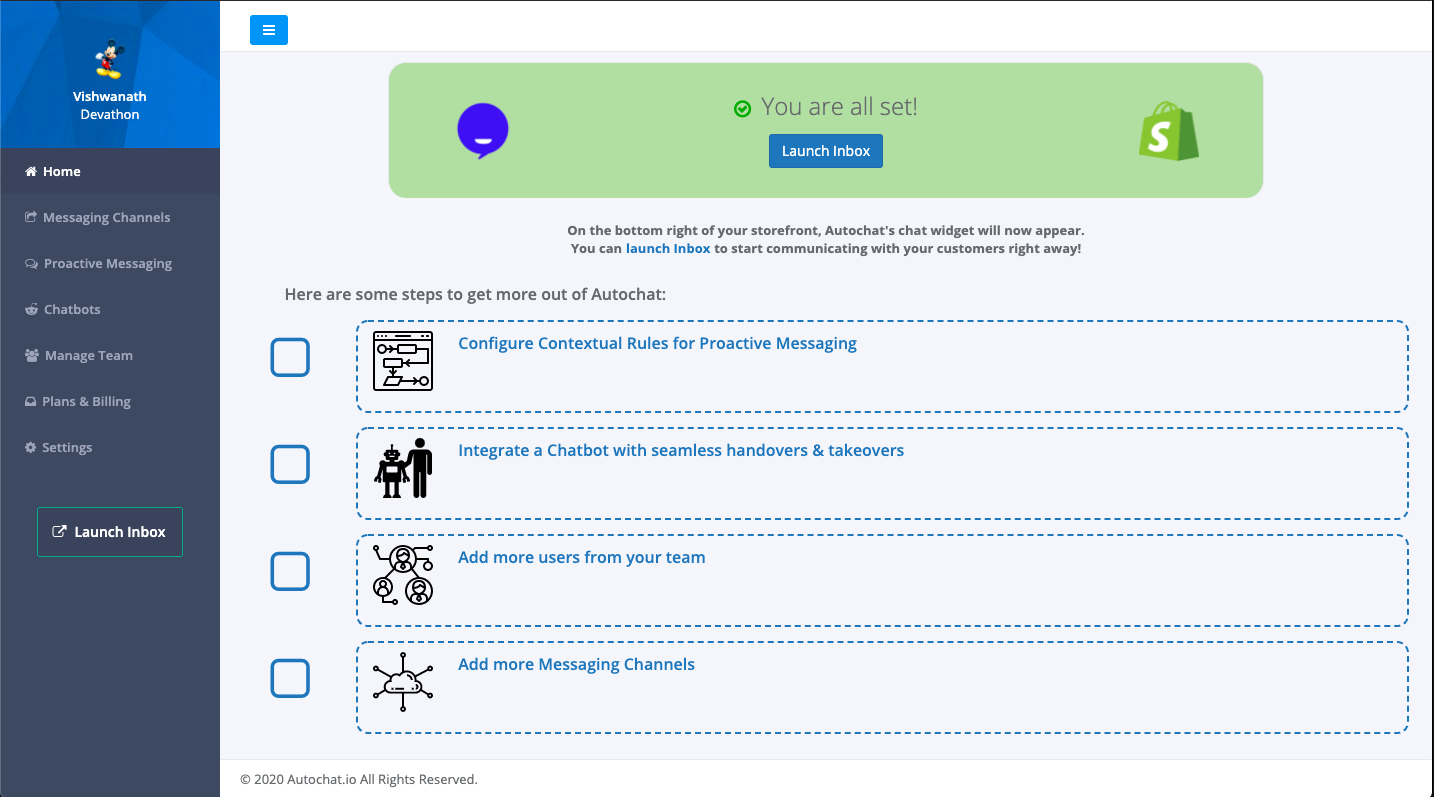 Vishwanath
Devathon
Home
Messaging Channels
Proactive Messaging
Chatbots
Manage Team
Plans & Billing
Settings
Launch Inbox
You are all set!
Launch Inbox
S
On the bottom right of your storefront, Autochat's chat widget will now appear.
You can launch Inbox to start communicating with your customers right away!
Here are some steps to get more out of Autochat:
Configure Contextual Rules for Proactive Messaging
Integrate a Chatbot with seamless handovers & takeovers
Add more users from your team
Add more Messaging Channels
© 2020 Autochat.io All Rights Reserved.